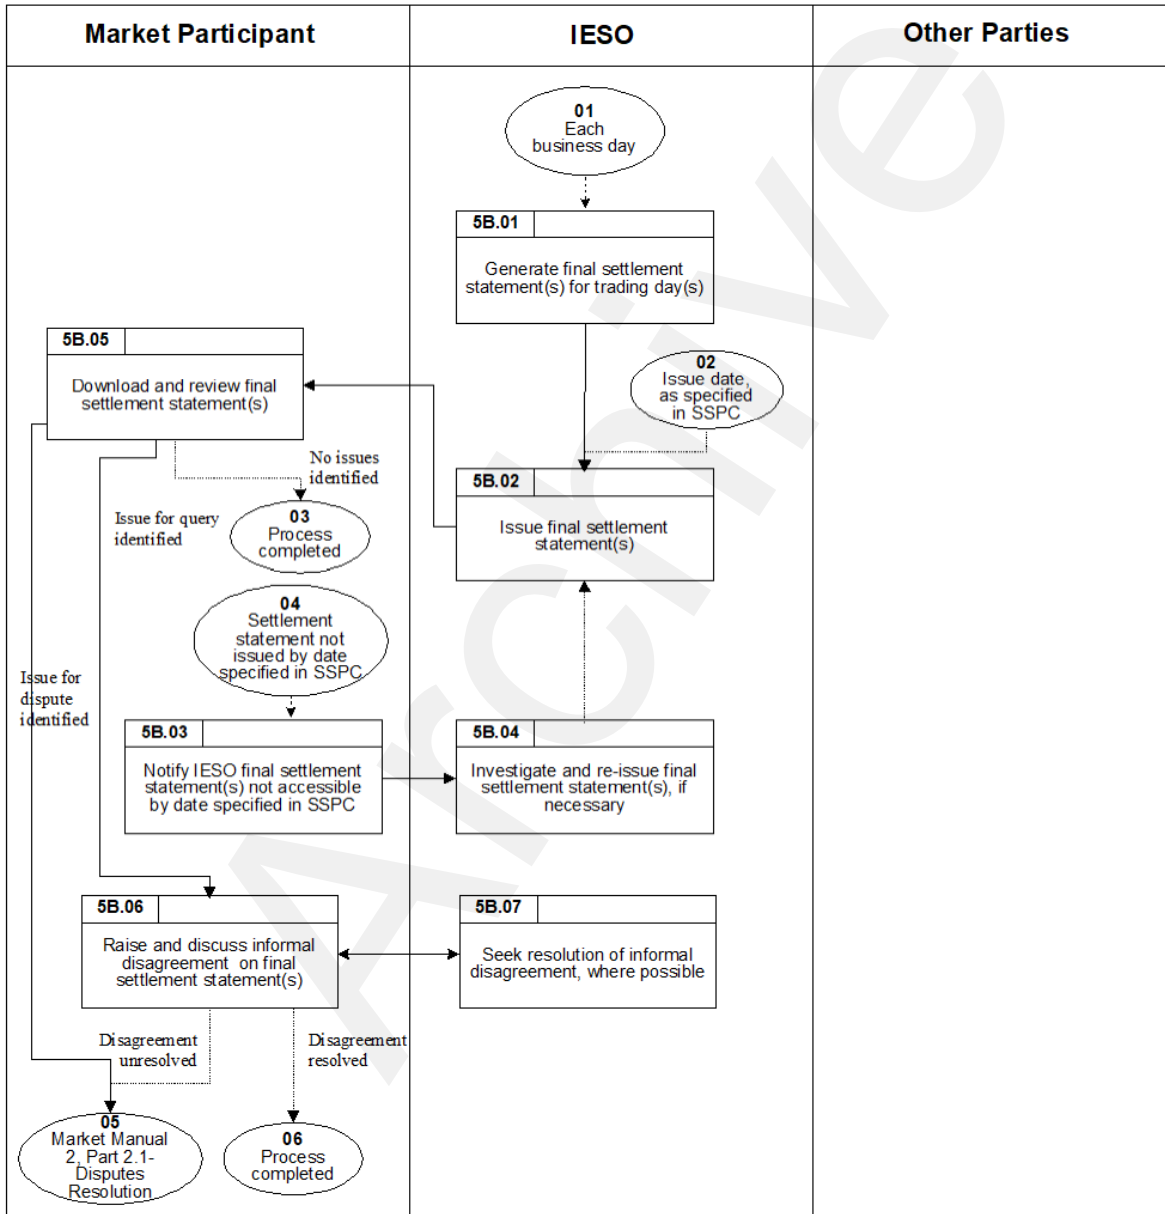 Market Participant
IESO
Other Parties
01
Each
business day
5B.01
Generate final settlement
statement(s) for trading day(s)
5B.05
Download and review final
settlement statement(s)
02
Issue date,
as specified
in SSPC
No issues
identified
5B.02
Issue final settlement
statement(s)
Issue for query
identified
03
Process
completed
04
Settlement
statement not
issued by date
specified in SSPC
Issue for
dispute
identified
5B.03
Notify IESO final settlement
statement(s) not accessible
by date specified in SSPC
5B.04
Investigate and re-issue final
settlement statement(s), if
necessary
5B.06
Raise and discuss informal
disagreement on final
settlement statement(s)
5B.07
Seek resolution of informal
disagreement, where possible
Disagreement
unresolved
Disagreement
resolved
05
Market Manual
2, Part 2.1-
Disputes
Resolution
06
Process
completed
Archive